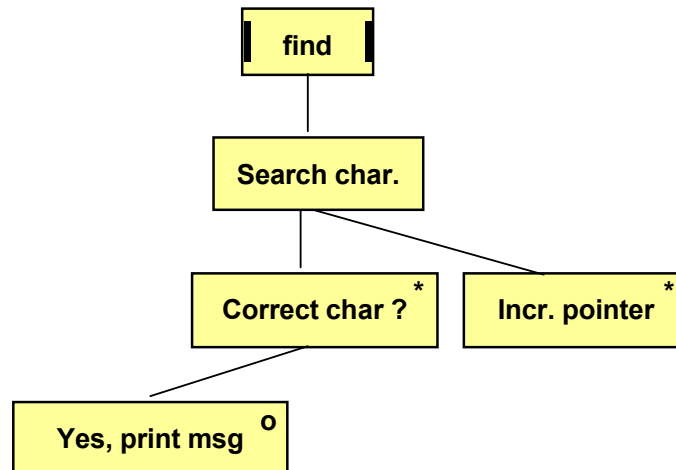 find
Search char.
Correct char ? *
Incr. pointer *
Yes, print msg o